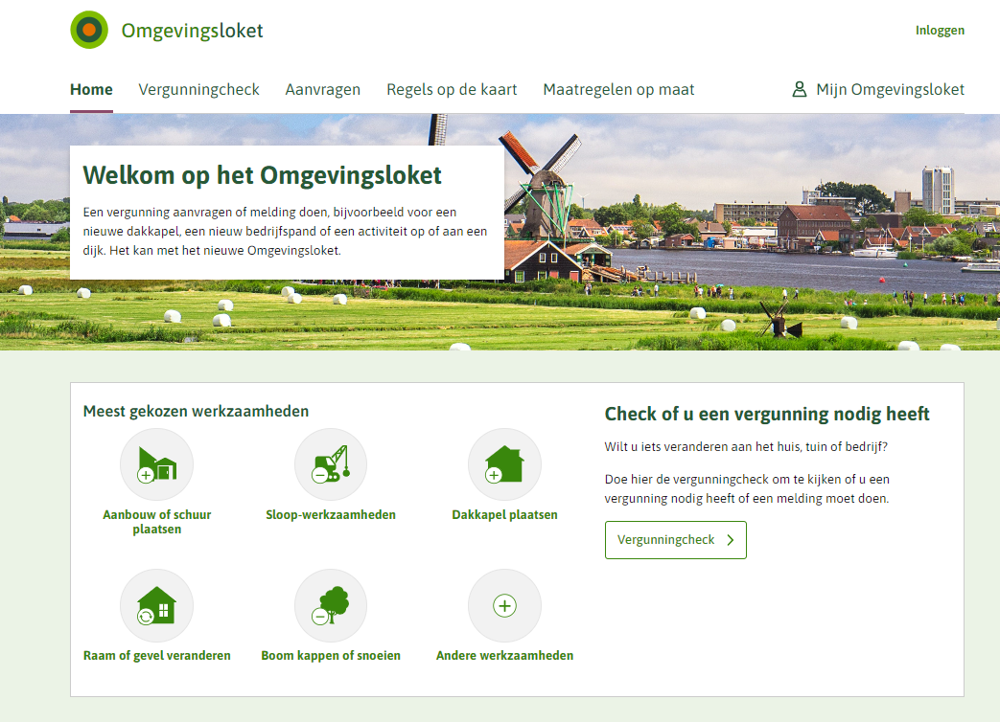 Omgevingsloket
Inloggen
Home
Vergunningcheck
Aanvragen
Regels op de kaart
Maatregelen op maat
Mijn Omgevingsloket
Welkom op het Omgevingsloket
Een vergunning aanvragen of melding doen, bijvoorbeeld voor een
nieuwe dakkapel, een nieuw bedrijfspand of een activiteit op of aan een
dijk. Het kan met het nieuwe Omgevingsloket.
Meest gekozen werkzaamheden
Aanbouw of schuur
plaatsen
Sloop-werkzaamheden
Dakkapel plaatsen
Raam of gevel veranderen
Boom kappen of snoeien
Andere werkzaamheden
Check of u een vergunning nodig heeft
Wilt u iets veranderen aan het huis, tuin of bedrijf?
Doe hier de vergunningcheck om te kijken of u een
vergunning nodig heeft of een melding moet doen.
Vergunningcheck